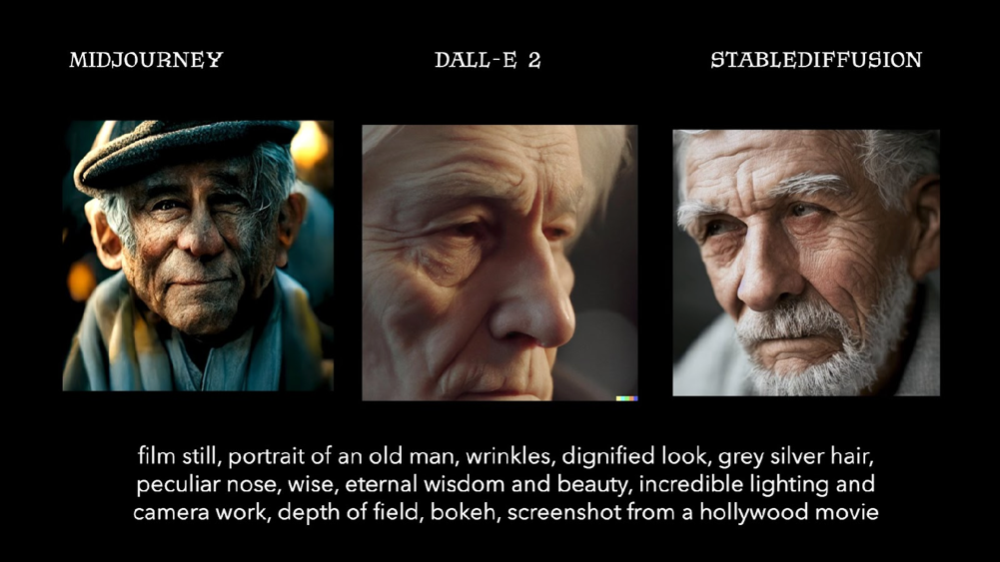 MIDJOURNEY
DALL-E 2
STABLEDIFFUSION
film still, portrait of an old man, wrinkles, dignified look, grey silver hair,
peculiar nose, wise, eternal wisdom and beauty, incredible lighting and
camera work, depth of field, bokeh, screenshot from a hollywood movie